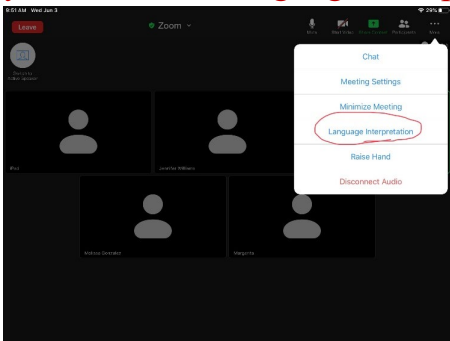 9:51 AM Wed Jun 3
29%
Leave
Zoom
Mute
Start Video
Share Content
Participants
More
Chat
Meeting Settings
Minimize Meeting
Language Interpretation
Raise Hand
Disconnect Audio
iPad
Jennifer Williams
Melissa Gonzalez
Margarita